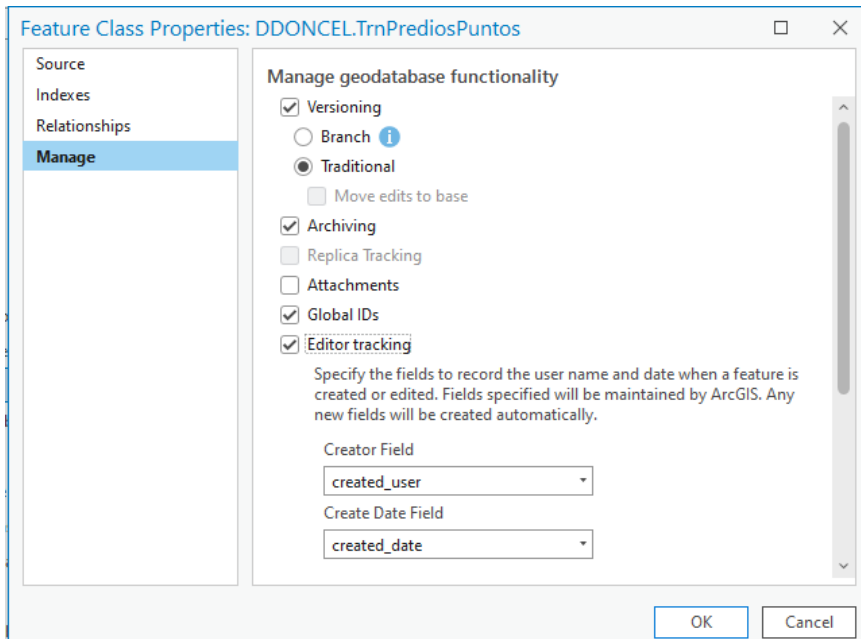 Feature Class Properties: DDONCEL.TrnPrediosPuntos
Source
Indexes
Relationships
Manage
Manage geodatabase functionality
Versioning
Branch
Traditional
Move edits to base
Archiving
Replica Tracking
Attachments
Global IDs
Editor tracking
Specify the fields to record the user name and date when a feature is
created or edited. Fields specified will be maintained by ArcGIS. Any
new fields will be created automatically.
Creator Field
created_user
Create Date Field
created_date
OK
Cancel